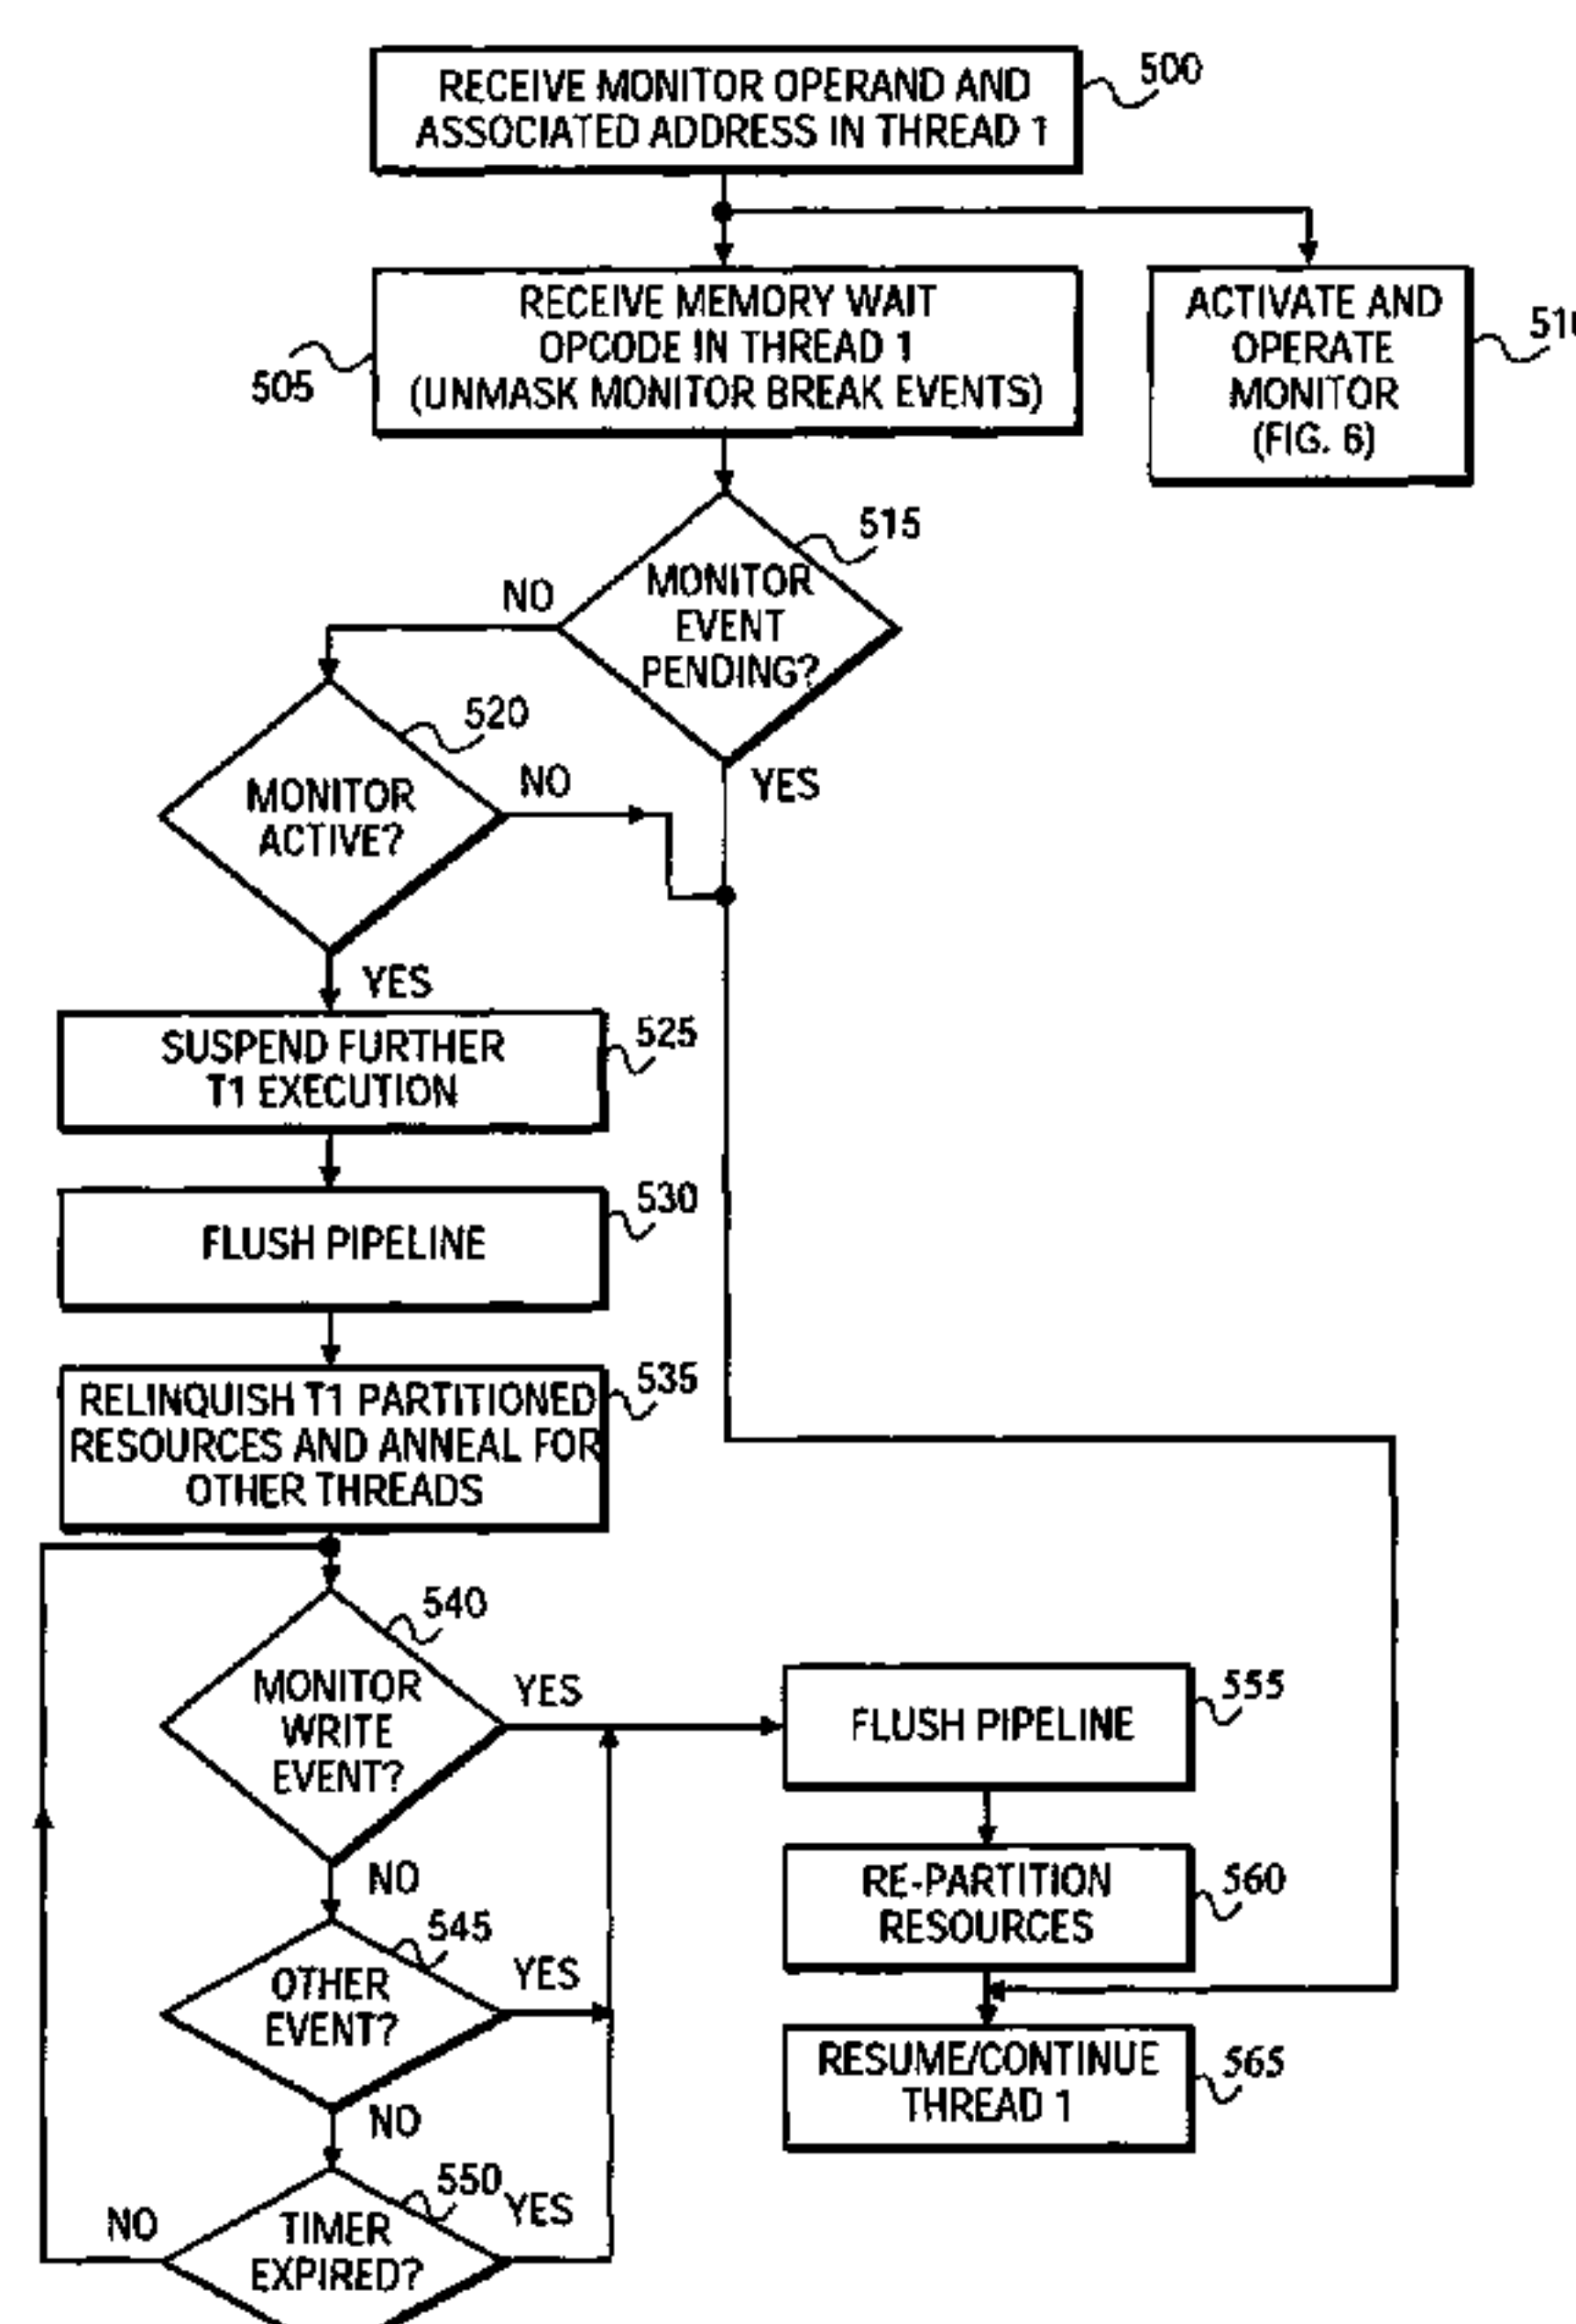 RECEIVE MONITOR OPERAND AND
ASSOCIATED ADDRESS IN THREAD 1
500
RECEIVE MEMORY WAIT
OPCODE IN THREAD 1
(UNMASK MONITOR BREAK EVENTS)
505
ACTIVATE AND
OPERATE
MONITOR
(FIG. 6)
MONITOR
EVENT
PENDING?
515
NO
YES
MONITOR
ACTIVE?
520
NO
YES
SUSPEND FURTHER
T1 EXECUTION
525
FLUSH PIPELINE
530
RELINQUISH T1 PARTITIONED
RESOURCES AND ANNEAL FOR
OTHER THREADS
535
MONITOR
WRITE
EVENT?
540
YES
NO
OTHER
EVENT?
545
YES
NO
TIMER
EXPIRED?
550
YES
NO
FLUSH PIPELINE
555
RE-PARTITION
RESOURCES
560
RESUME/CONTINUE
THREAD 1
565